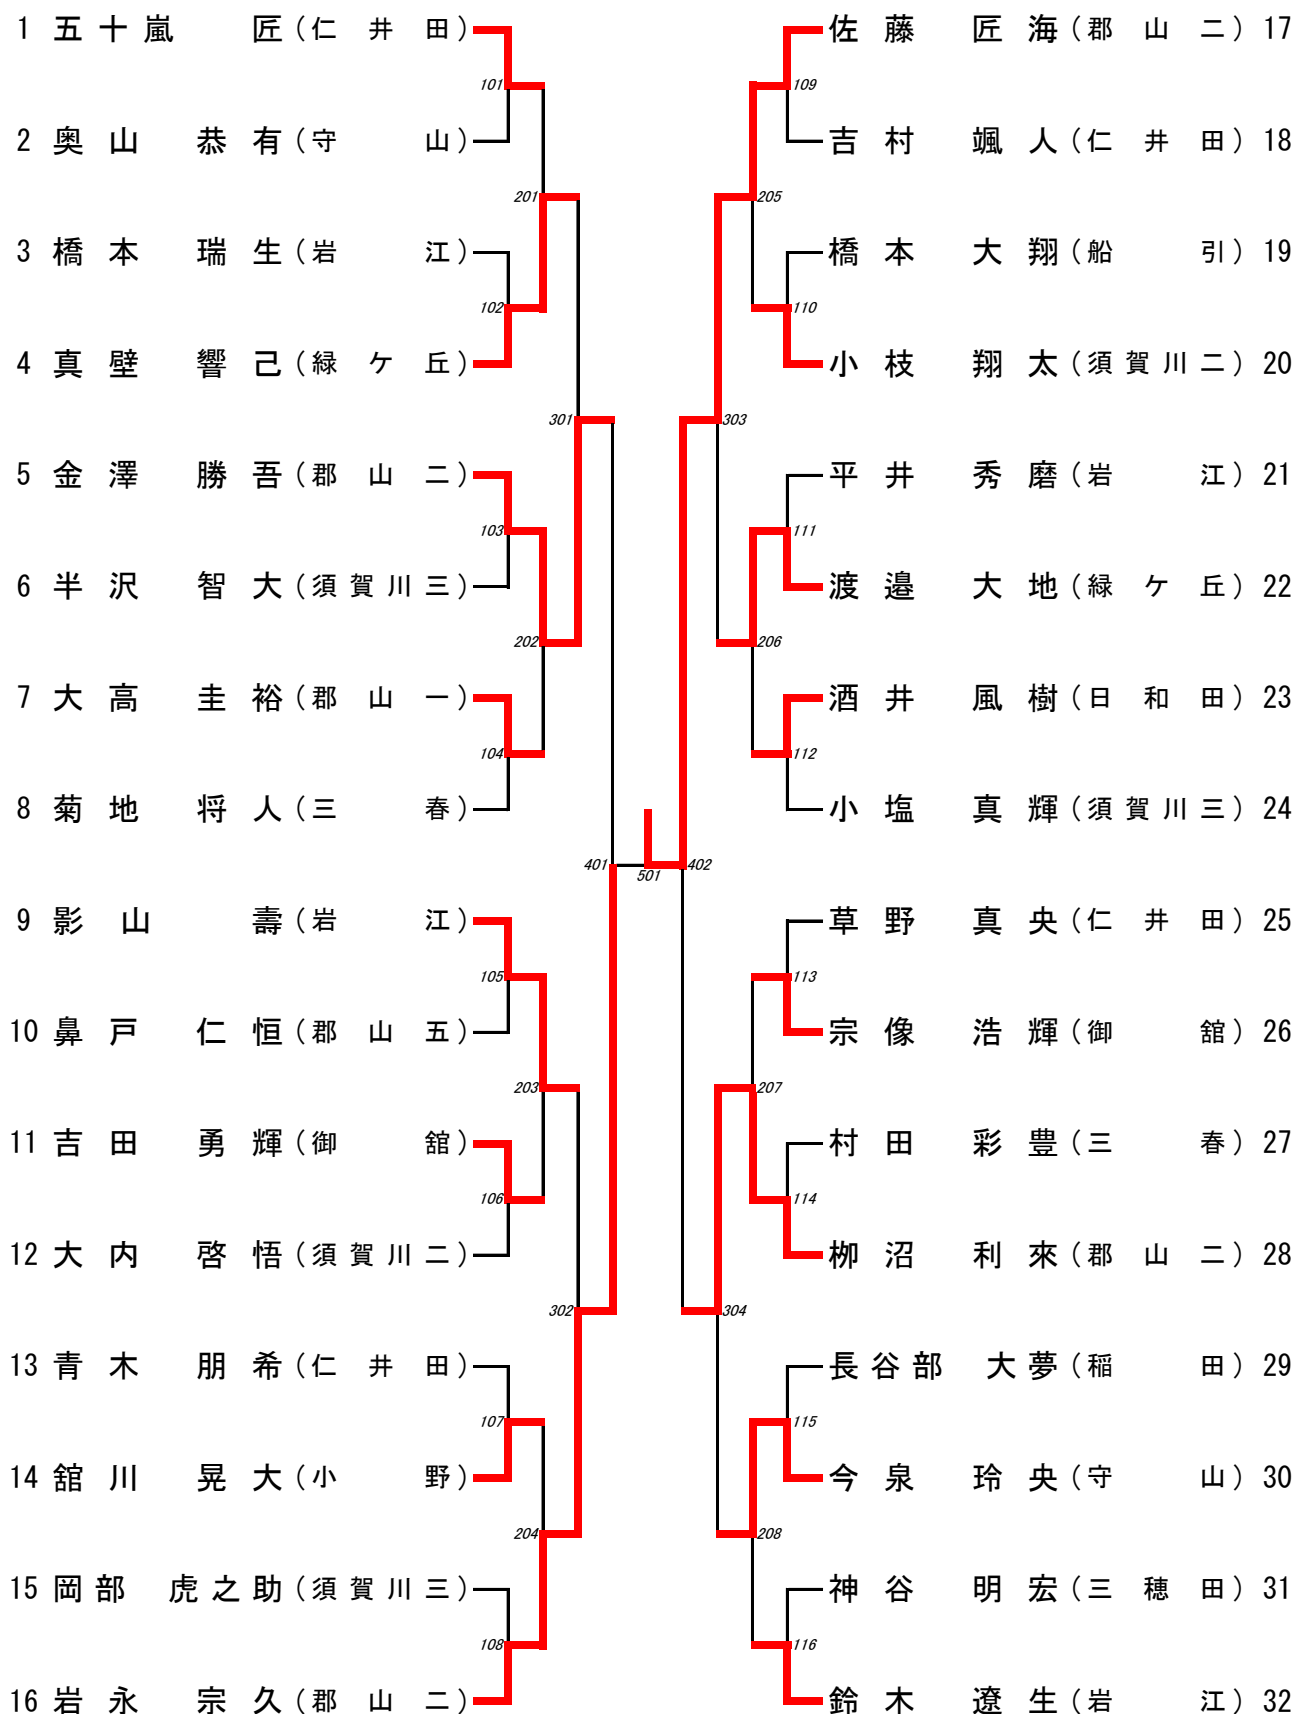 1 五十嵐 匠 (仁井田)
佐藤 匠海 (郡山二) 17
101
109
2 奥山 恭有 (守山)
吉村 颯人 (仁井田) 18
201
205
3 橋本 瑞生 (岩江)
橋本 大翔 (船引) 19
102
110
4 真壁 響己 (緑ケ丘)
小枝 翔太 (須賀川二) 20
301
303
5 金澤 勝吾 (郡山二)
平井 秀磨 (岩江) 21
103
111
6 半沢 智大 (須賀川三)
渡邉 大地 (緑ケ丘) 22
202
206
7 大高 圭裕 (郡山一)
酒井 風樹 (日和田) 23
104
112
8 菊地 将人 (三春)
小塩 真輝 (須賀川三) 24
401
402
501
9 影山 壽 (岩江)
草野 真央 (仁井田) 25
105
113
10 鼻戸 仁恒 (郡山五)
宗像 浩輝 (御舘) 26
203
207
11 吉田 勇輝 (御舘)
村田 彩豊 (三春) 27
106
114
12 大内 啓悟 (須賀川二)
栁沼 利來 (郡山二) 28
302
304
13 青木 朋希 (仁井田)
長谷部 大夢 (稲田) 29
107
115
14 舘川 晃大 (小野)
今泉 玲央 (守山) 30
204
208
15 岡部 虎之助 (須賀川三)
神谷 明宏 (三穂田) 31
108
116
16 岩永 宗久 (郡山二)
鈴木 遼生 (岩江) 32